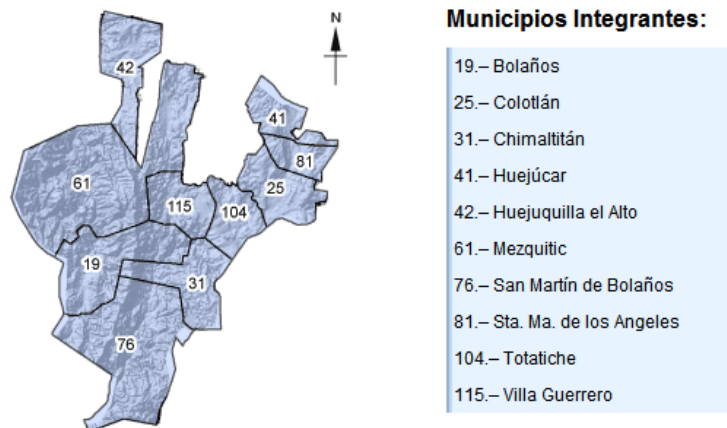 N
42
41
81
61
25
115
104
19
31
76
Municipios Integrantes:
19.– Bolaños
25.– Colotlán
31.– Chimaltitán
41.– Huejúcar
42.– Huejuquilla el Alto
61.– Mezquitic
76.– San Martín de Bolaños
81.– Sta. Ma. de los Angeles
104.– Totatiche
115.– Villa Guerrero